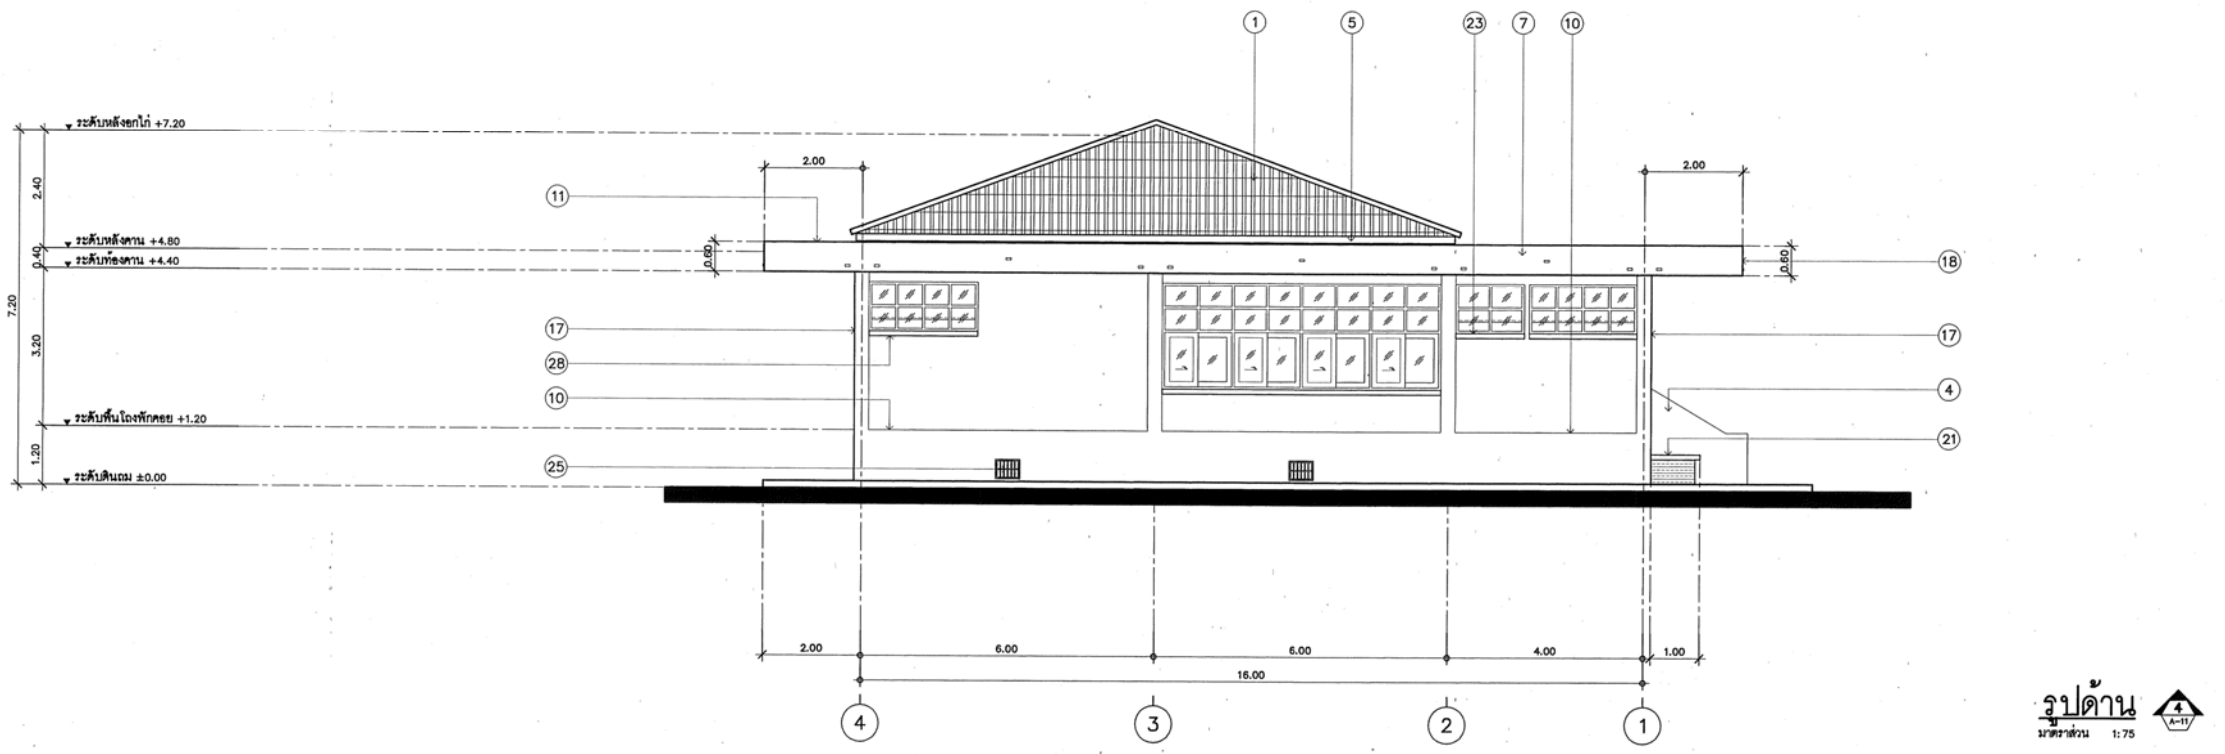 1 5 23 7 10
ระดับหลังอกไก่ +7.20
2.00 2.00
2.40
11
ระดับหลังคาน +4.80
0.40
ระดับท้องคาน +4.40
0.60 0.60
18
7.20
17 17
3.20
28
4
10
ระดับพื้นโถงพักคอย +1.20
21
1.20
25
ระดับดินถม ±0.00
2.00 6.00 6.00 4.00 1.00
16.00
4 3 2 1
รูปด้าน 4
A-11
มาตราส่วน 1:75